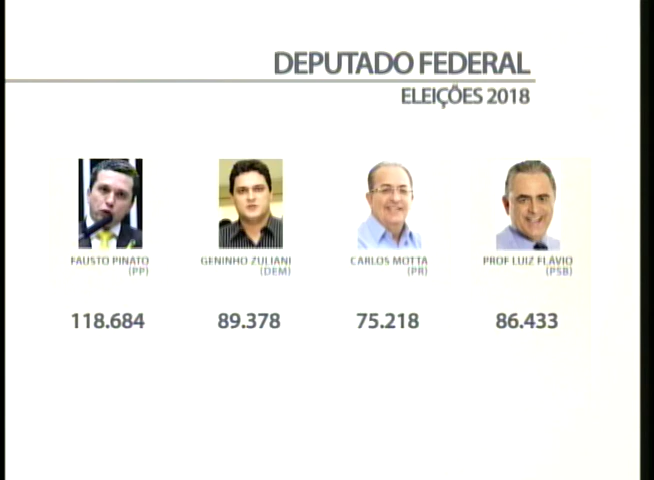 DEPUTADO FEDERAL
ELEIÇÕES 2018
FAUSTO PINATO (PP)
GENINHO ZULIANI (DEM)
CARLOS MOTTA (PR)
PROF LUIZ FLÁVIO (PSB)
118.684 89.378 75.218 86.433